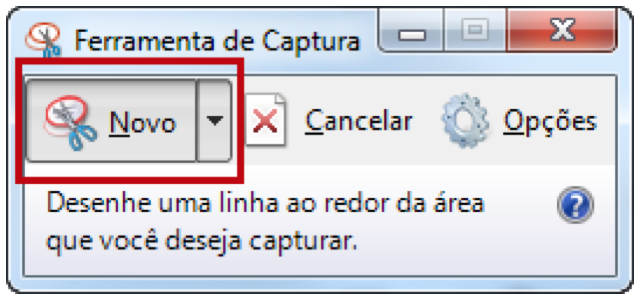 Ferramenta de Captura
Novo Cancelar Opções
Desenhe uma linha ao redor da área
que você deseja capturar.